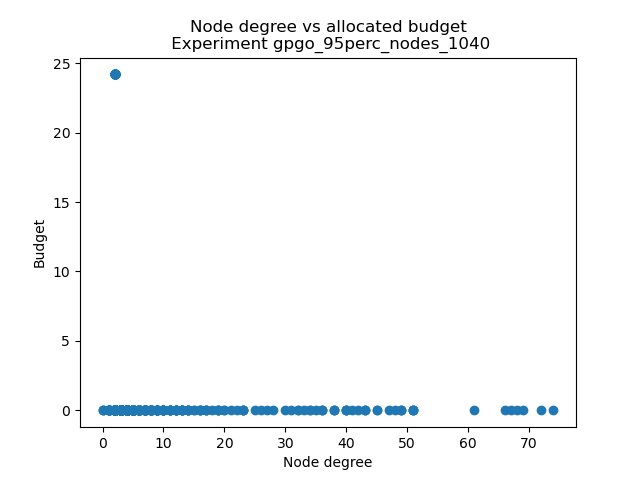 Node degree vs allocated budget
Experiment gpgo_95perc_nodes_1040
25
20
15
10
5
0
Budget
0 10 20 30 40 50 60 70
Node degree